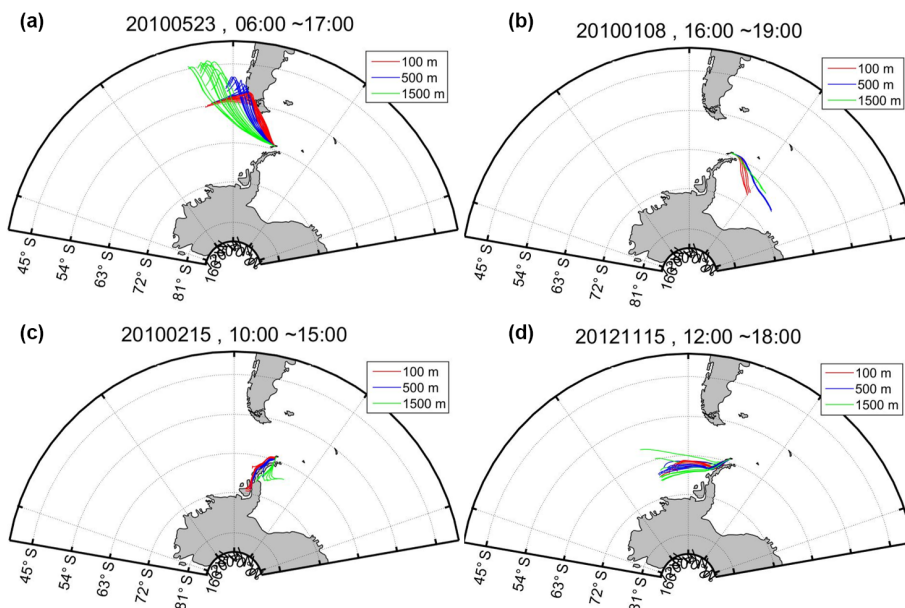 (a)
20100523 , 06:00 ~17:00
100 m
500 m
1500 m
45° S
54° S
63° S
72° S
81° S
(b)
20100108 , 16:00 ~19:00
100 m
500 m
1500 m
45° S
54° S
63° S
72° S
81° S
(c)
20100215 , 10:00 ~15:00
100 m
500 m
1500 m
45° S
54° S
63° S
72° S
81° S
(d)
20121115 , 12:00 ~18:00
100 m
500 m
1500 m
45° S
54° S
63° S
72° S
81° S